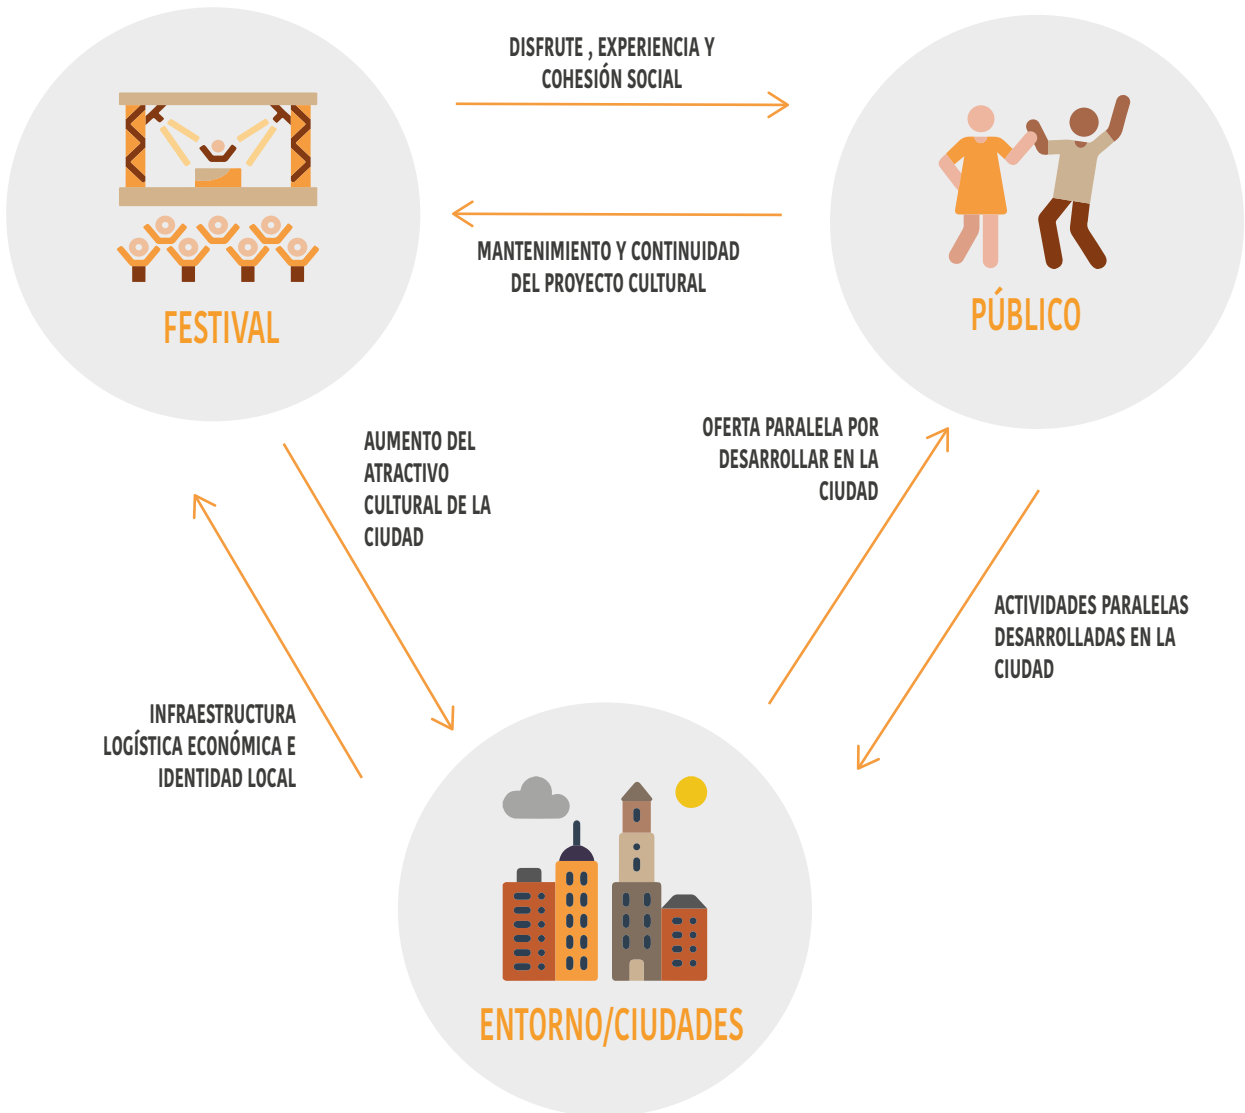 DISFRUTE , EXPERIENCIA Y
COHESIÓN SOCIAL
MANTENIMIENTO Y CONTINUIDAD
DEL PROYECTO CULTURAL
FESTIVAL
PÚBLICO
AUMENTO DEL
ATRACTIVO
CULTURAL DE LA
CIUDAD
OFERTA PARALELA POR
DESARROLLAR EN LA
CIUDAD
ACTIVIDADES PARALELAS
DESARROLLADAS EN LA
CIUDAD
INFRAESTRUCTURA
LOGÍSTICA ECONÓMICA E
IDENTIDAD LOCAL
ENTORNO/CIUDADES